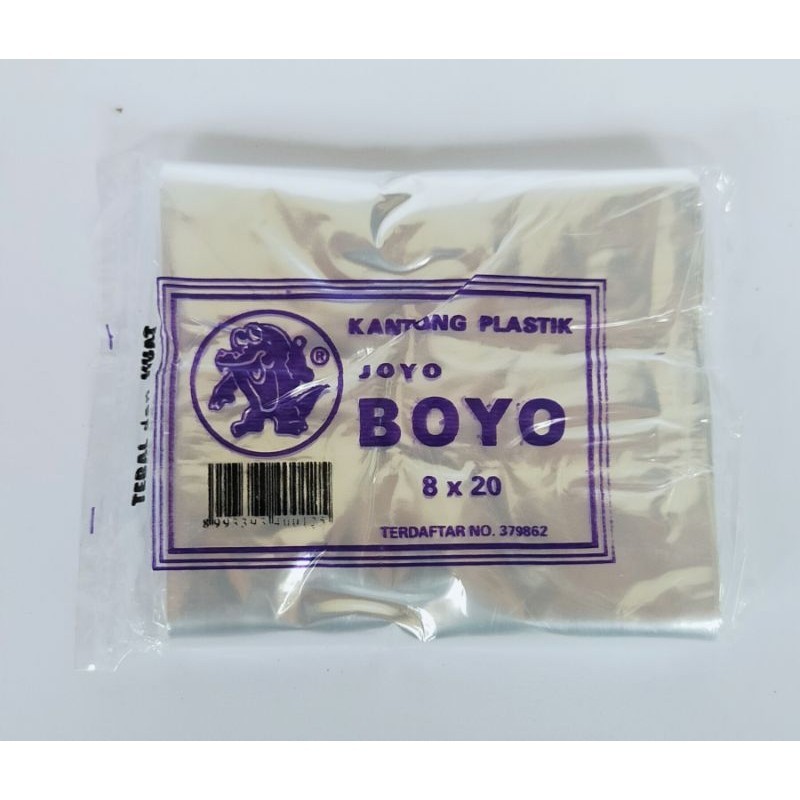 KANTONG PLASTIK
JOYO
BOYO
8 x 20
TERDAFTAR NO. 379862
®
TEBAL dan KUAT